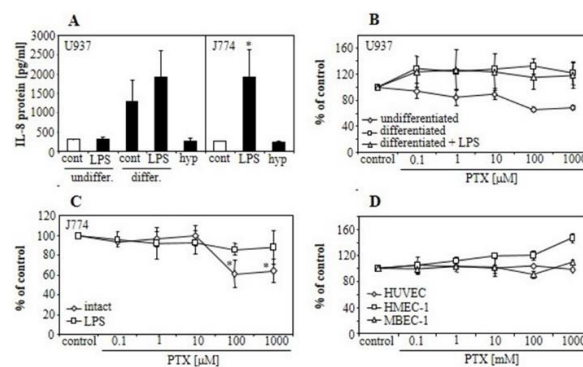 A
U937
J774
*
3000
2500
2000
1500
1000
500
0
IL-8 protein [pg/ml]
cont LPS cont LPS hyp cont LPS hyp
undiffer. differ.
B
U937
160
120
80
40
0
% of control
undifferentiated
differentiated
differentiated + LPS
control 0.1 1 10 100 1000
PTX [µM]
C
J774
120
100
80
60
40
20
0
% of control
* *
intact
LPS
control 0.1 1 10 100 1000
PTX [µM]
D
160
120
80
40
0
% of control
HUVEC
HMEC-1
MBEC-1
control 0.1 1 10 100 1000
PTX [mM]